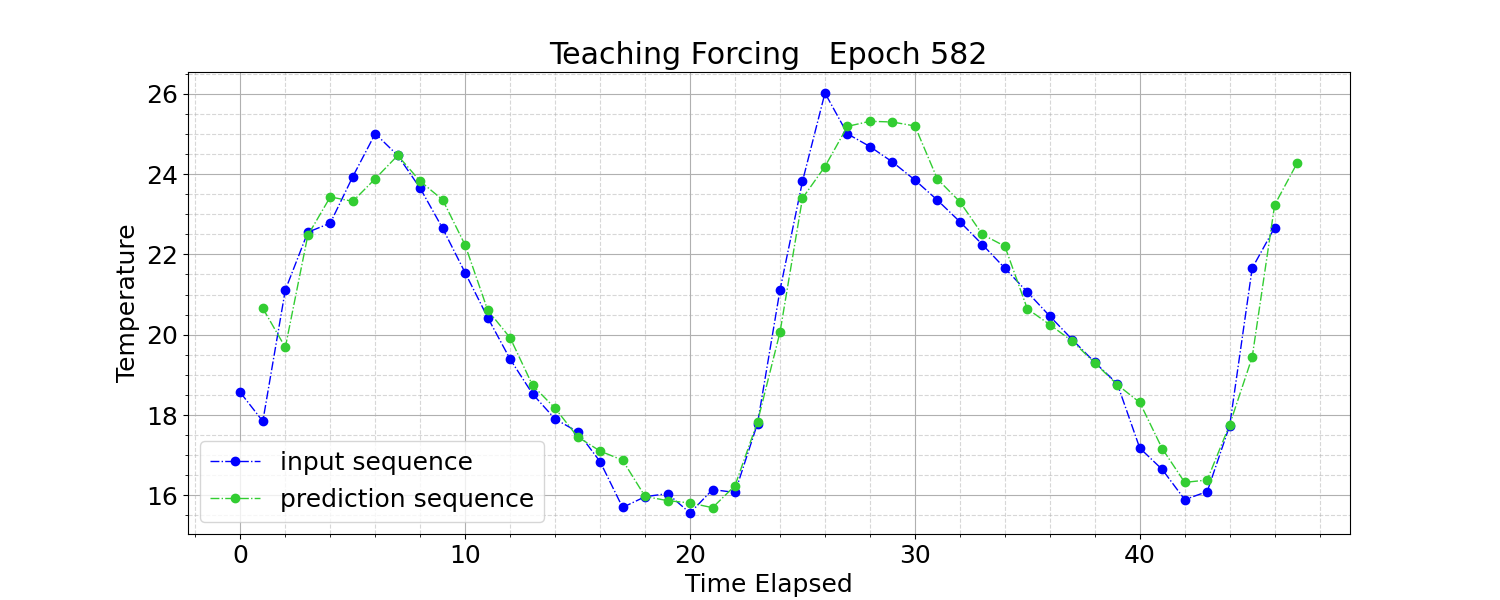 Teaching Forcing   Epoch 582
26
24
22
20
18
16
Temperature
input sequence
prediction sequence
0 10 20 30 40
Time Elapsed